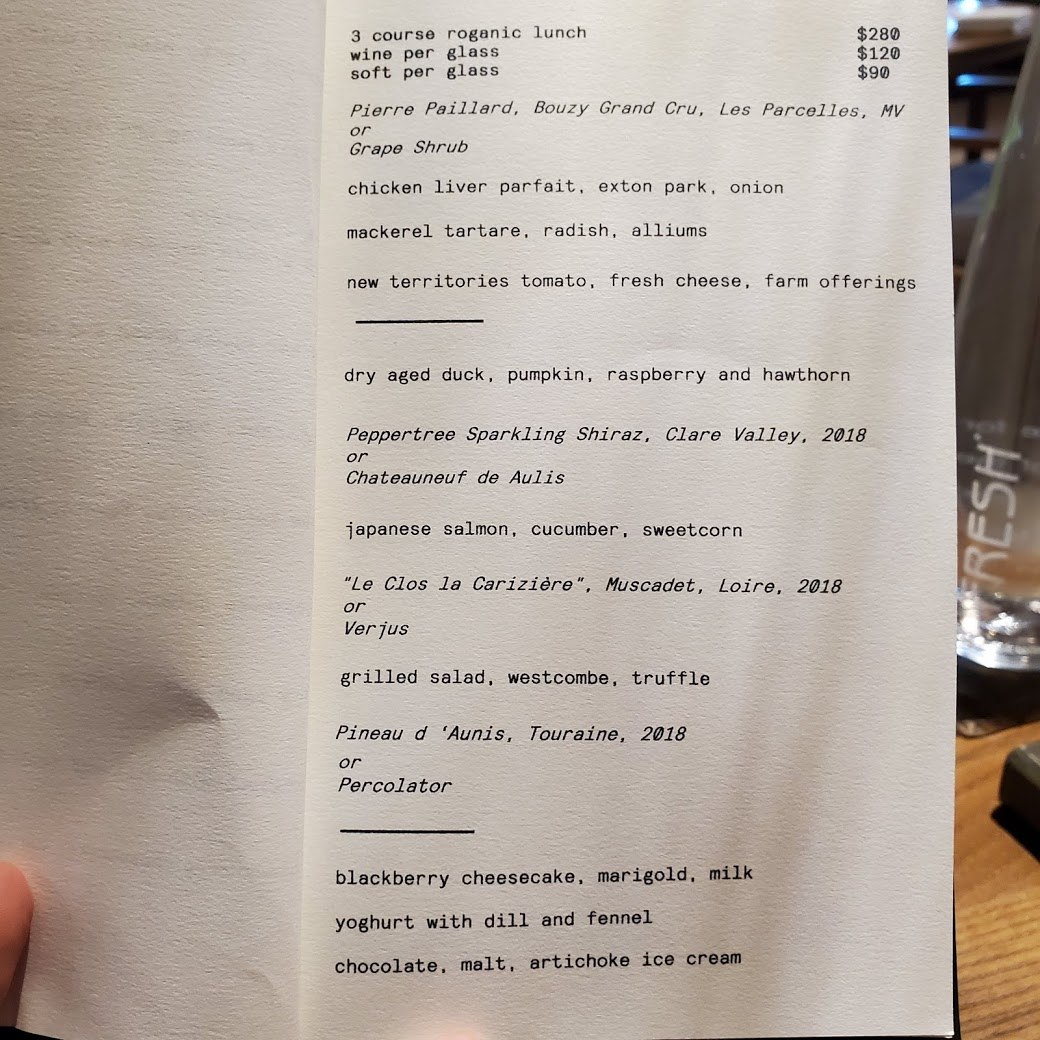 3 course roganic lunch $280
wine per glass $120
soft per glass $90
Pierre Paillard, Bouzy Grand Cru, Les Parcelles, MV
or
Grape Shrub
chicken liver parfait, exton park, onion
mackerel tartare, radish, alliums
new territories tomato, fresh cheese, farm offerings
dry aged duck, pumpkin, raspberry and hawthorn
Peppertree Sparkling Shiraz, Clare Valley, 2018
or
Chateauneuf de Aulis
japanese salmon, cucumber, sweetcorn
"Le Clos la Carizière", Muscadet, Loire, 2018
or
Verjus
grilled salad, westcombe, truffle
Pineau d ‘Aunis, Touraine, 2018
or
Percolator
blackberry cheesecake, marigold, milk
yoghurt with dill and fennel
chocolate, malt, artichoke ice cream
FRESH